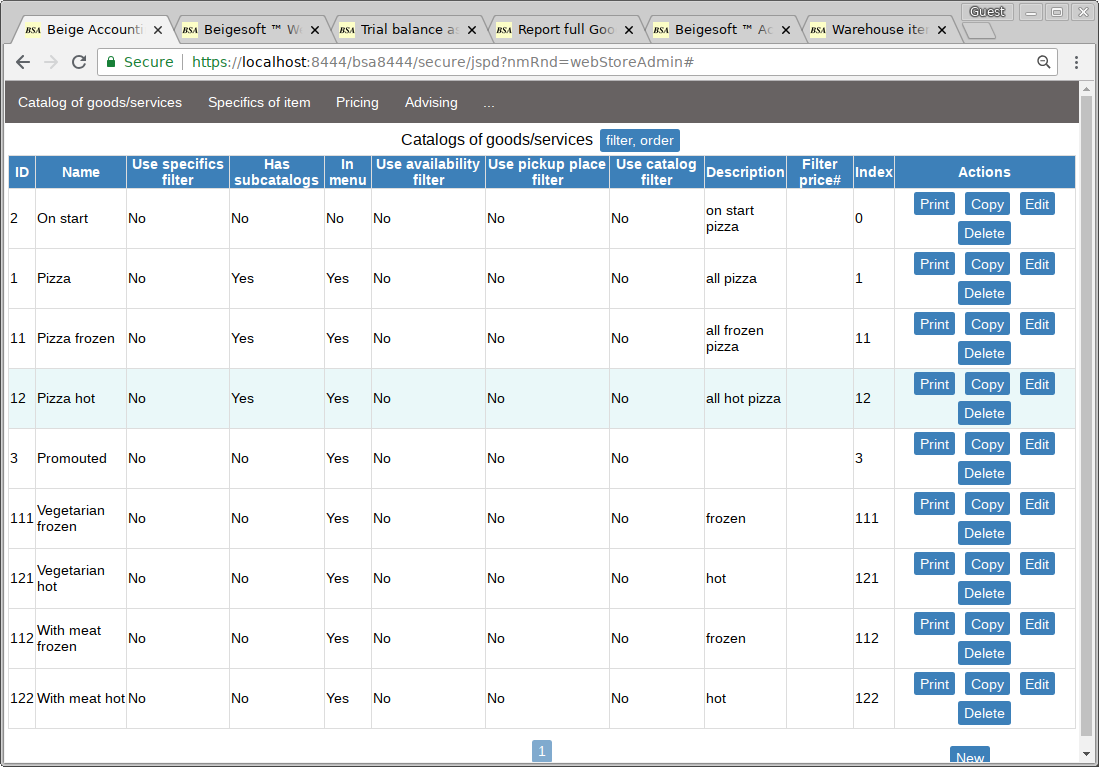 Guest
BSA Beige Accounti
BSA Beigesoft ™ W
BSA Trial balance as
BSA Report full Goo
BSA Beigesoft ™ Ac
BSA Warehouse iter
Secure https://localhost:8444/bsa8444/secure/jspd?nmRnd=webStoreAdmin#
Catalog of goods/services Specifics of item Pricing Advising ...
Catalogs of goods/services filter, order
ID Name Use specifics filter Has subcatalogs In menu Use availability filter Use pickup place filter Use catalog filter Description Filter price# Index Actions
2 On start No No No No No No on start pizza 0 Print Copy Edit Delete
1 Pizza No Yes Yes No No No all pizza 1 Print Copy Edit Delete
11 Pizza frozen No Yes Yes No No No all frozen pizza 11 Print Copy Edit Delete
12 Pizza hot No Yes Yes No No No all hot pizza 12 Print Copy Edit Delete
3 Promouted No No Yes No No No 3 Print Copy Edit Delete
111 Vegetarian frozen No No Yes No No No frozen 111 Print Copy Edit Delete
121 Vegetarian hot No No Yes No No No hot 121 Print Copy Edit Delete
112 With meat frozen No No Yes No No No frozen 112 Print Copy Edit Delete
122 With meat hot No No Yes No No No hot 122 Print Copy Edit Delete
1
New